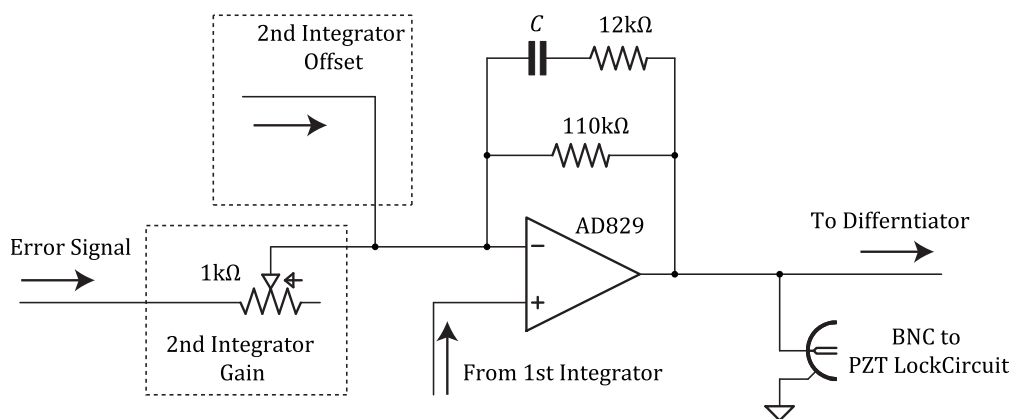 2nd Integrator
Offset
C
12kΩ
110kΩ
AD829
−
+
To Differntiator
Error Signal
1kΩ
2nd Integrator
Gain
From 1st Integrator
BNC to
PZT LockCircuit